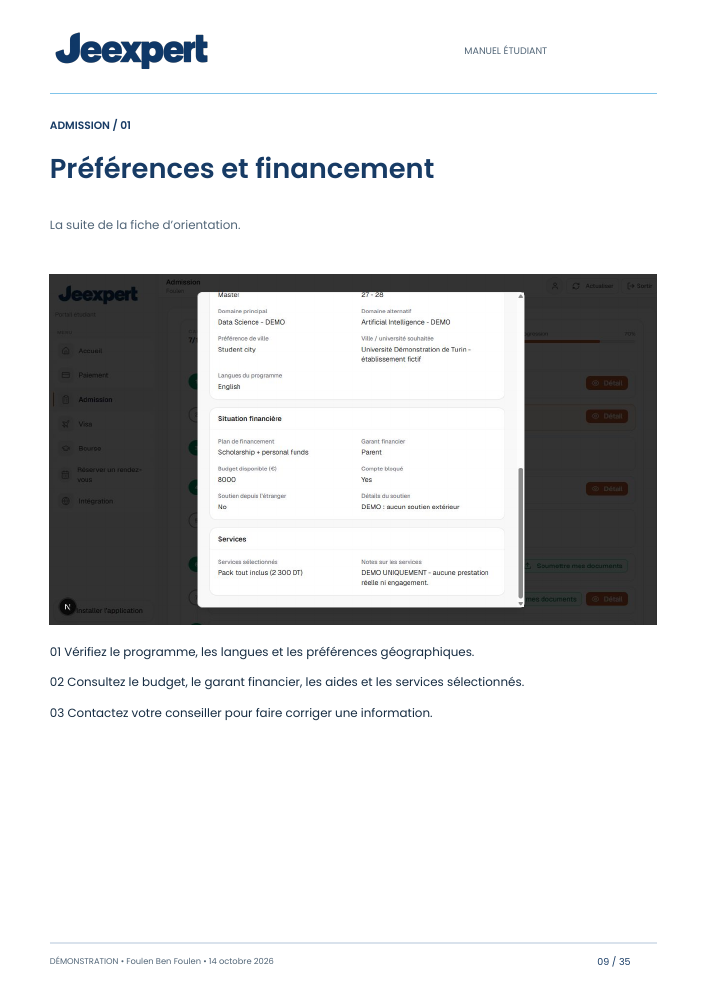 Jeexpert
MANUEL ÉTUDIANT
ADMISSION / 01
Préférences et financement
La suite de la fiche d'orientation.
Jeexpert
Portail étudiant
Accueil
Paiement
Admission
Visa
Bourse
Réserver un rendez-
vous
Intégration
Installer l'application
Admission
Foulen
Actualiser
Sortir
Master
27 - 28
Domaine principal
Domaine alternatif
Data Science - DEMO
Artificial Intelligence - DEMO
Préférence de ville
Ville / université souhaitée
Student city
Université Démonstration de Turin -
établissement fictif
Langues du programme
English
Situation financière
Plan de financement
Garant financier
Scholarship + personal funds
Parent
Budget disponible (€)
Compte bloqué
8000
Yes
Soutien depuis l'étranger
Détails du soutien
No
DEMO : aucun soutien extérieur
Services
Services sélectionnés
Notes sur les services
Pack tout inclus (2 300 DT)
DEMO UNIQUEMENT - aucune prestation
réelle ni engagement.
Détail
Détail
Détail
Soumettre mes documents
mes documents
Détail
01 Vérifiez le programme, les langues et les préférences géographiques.
02 Consultez le budget, le garant financier, les aides et les services sélectionnés.
03 Contactez votre conseiller pour faire corriger une information.
DÉMONSTRATION • Foulen Ben Foulen • 14 octobre 2026
09 / 35